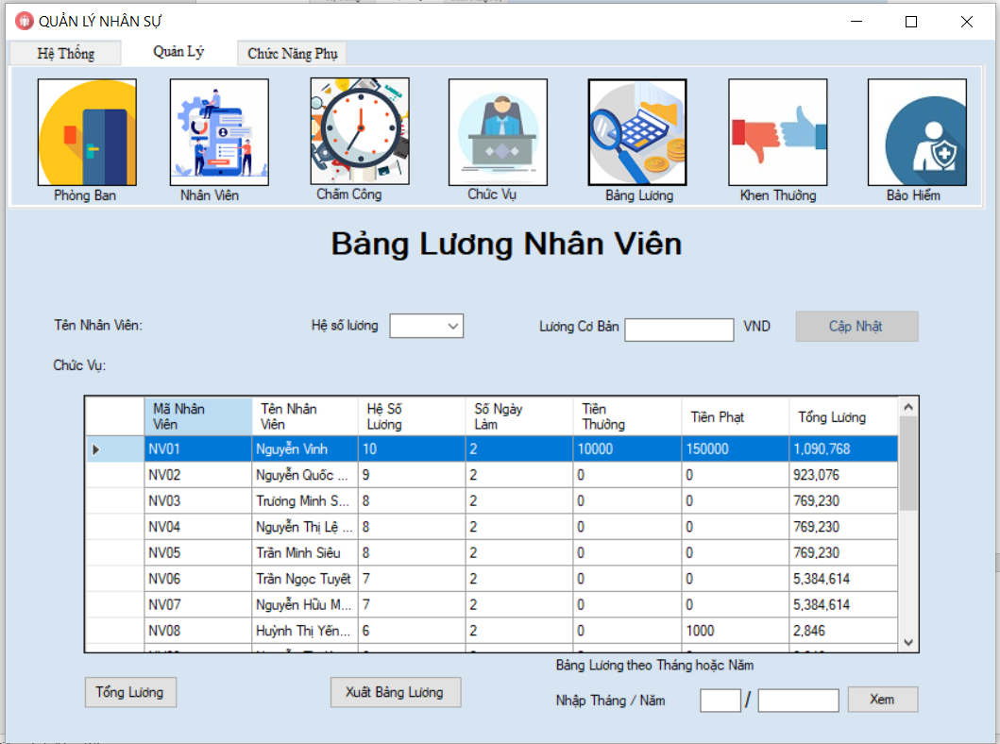 QUẢN LÝ NHÂN SỰ
Hệ Thống Quản Lý Chức Năng Phụ
Phòng Ban Nhân Viên Chấm Công Chức Vụ Bảng Lương Khen Thưởng Bảo Hiểm
Bảng Lương Nhân Viên
Tên Nhân Viên: Hệ số lương Lương Cơ Bản VND Cập Nhật
Chức Vụ:
Mã Nhân Viên Tên Nhân Viên Hệ Số Lương Số Ngày Làm Tiền Thưởng Tiền Phạt Tổng Lương
NV01 Nguyễn Vinh 10 2 10000 150000 1,090,768
NV02 Nguyễn Quốc ... 9 2 0 0 923,076
NV03 Trương Minh S... 8 2 0 0 769,230
NV04 Nguyễn Thị Lệ ... 8 2 0 0 769,230
NV05 Trần Minh Siêu 8 2 0 0 769,230
NV06 Trần Ngọc Tuyết 7 2 0 0 5,384,614
NV07 Nguyễn Hữu M... 7 2 0 0 5,384,614
NV08 Huỳnh Thị Yến... 6 2 0 1000 2,846
Bảng Lương theo Tháng hoặc Năm
Tổng Lương Xuất Bảng Lương Nhập Tháng / Năm / Xem